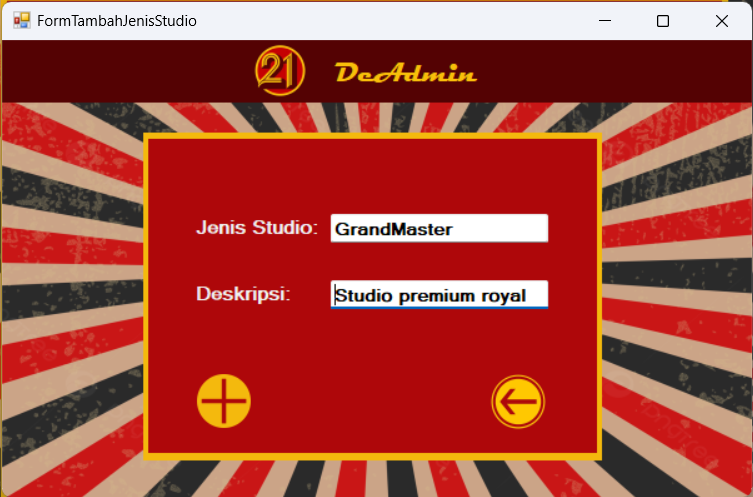 FormTambahJenisStudio
21 DeAdmin
Jenis Studio: GrandMaster
Deskripsi: Studio premium royal